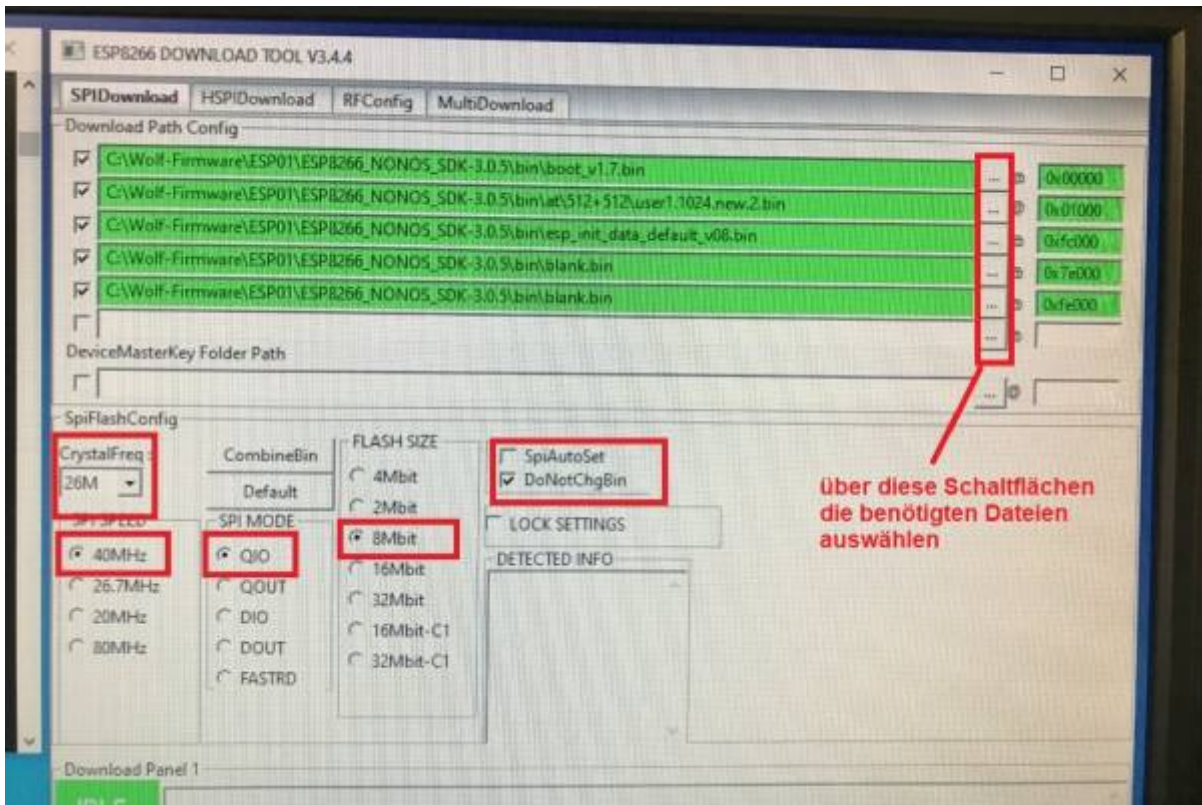 ESP8266 DOWNLOAD TOOL V3.4.4
SPIDownload HSPIDownload RFConfig MultiDownload
Download Path Config
C:\Wolf-Firmware\ESP01\ESP8266_NONOS_SDK-3.0.5\bin\boot_v1.7.bin ... @ 0x00000
C:\Wolf-Firmware\ESP01\ESP8266_NONOS_SDK-3.0.5\bin\at\512+512\user1.1024.new.2.bin ... @ 0x01000
C:\Wolf-Firmware\ESP01\ESP8266_NONOS_SDK-3.0.5\bin\esp_init_data_default_v08.bin ... @ 0xfc000
C:\Wolf-Firmware\ESP01\ESP8266_NONOS_SDK-3.0.5\bin\blank.bin ... @ 0x7e000
C:\Wolf-Firmware\ESP01\ESP8266_NONOS_SDK-3.0.5\bin\blank.bin ... @ 0xfe000
... @
DeviceMasterKey Folder Path
... @
SpiFlashConfig
CrystalFreq :
26M
CombineBin
Default
SPI SPEED
40MHz
26.7MHz
20MHz
80MHz
SPI MODE
QIO
QOUT
DIO
DOUT
FASTRD
FLASH SIZE
4Mbit
2Mbit
8Mbit
16Mbit
32Mbit
16Mbit-C1
32Mbit-C1
SpiAutoSet
DoNotChgBin
LOCK SETTINGS
DETECTED INFO
über diese Schaltflächen
die benötigten Dateien
auswählen
Download Panel 1